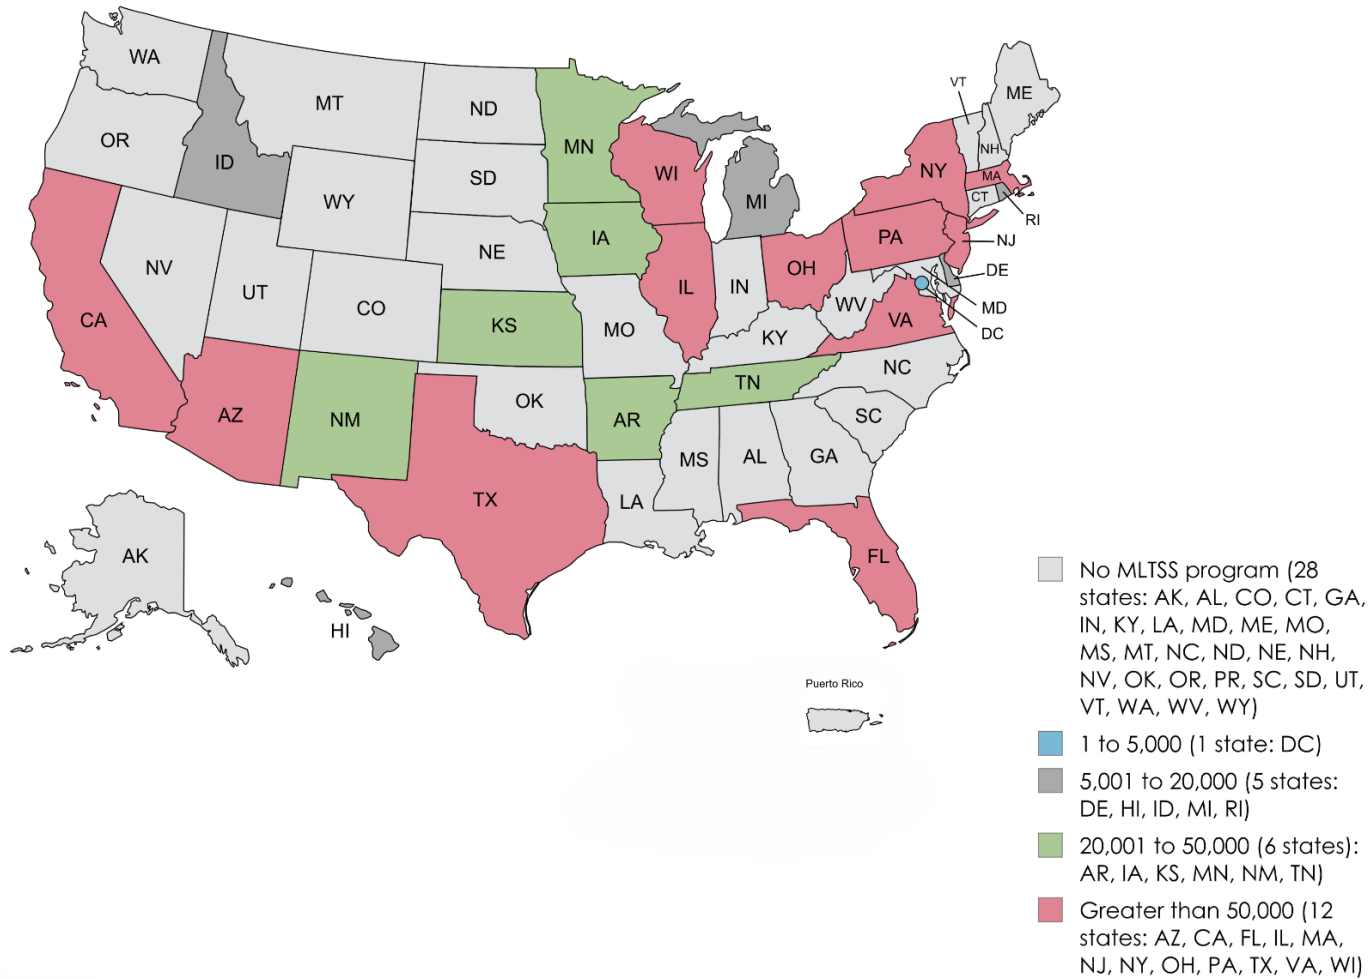 WA
MT
ND
MN
VT
ME
OR
ID
SD
WI
MI
NY
NH
MA
CT
RI
WY
NE
IA
PA
NJ
NV
UT
CO
IL
IN
OH
DE
WV
MD
DC
CA
KS
MO
KY
VA
AZ
NM
OK
AR
TN
NC
SC
TX
LA
MS
AL
GA
FL
AK
HI
Puerto Rico
No MLTSS program (28
states: AK, AL, CO, CT, GA,
IN, KY, LA, MD, ME, MO,
MS, MT, NC, ND, NE, NH,
NV, OK, OR, PR, SC, SD, UT,
VT, WA, WV, WY)
1 to 5,000 (1 state: DC)
5,001 to 20,000 (5 states:
DE, HI, ID, MI, RI)
20,001 to 50,000 (6 states):
AR, IA, KS, MN, NM, TN)
Greater than 50,000 (12
states: AZ, CA, FL, IL, MA,
NJ, NY, OH, PA, TX, VA, WI)